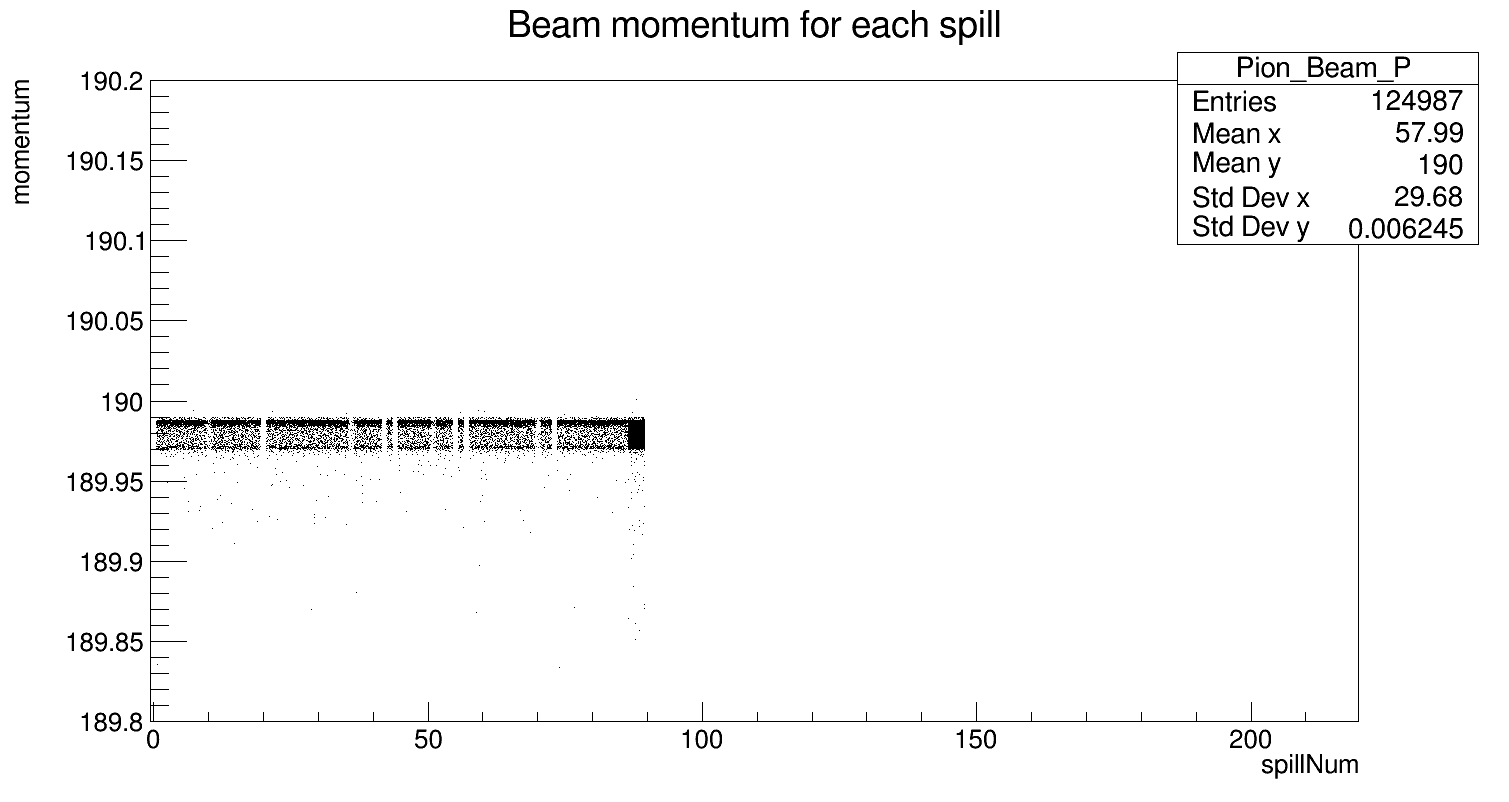 Beam momentum for each spill
Pion_Beam_P
Entries 124987
Mean x 57.99
Mean y 190
Std Dev x 29.68
Std Dev y 0.006245
momentum
190.2
190.15
190.1
190.05
190
189.95
189.9
189.85
189.8
0 50 100 150 200
spillNum